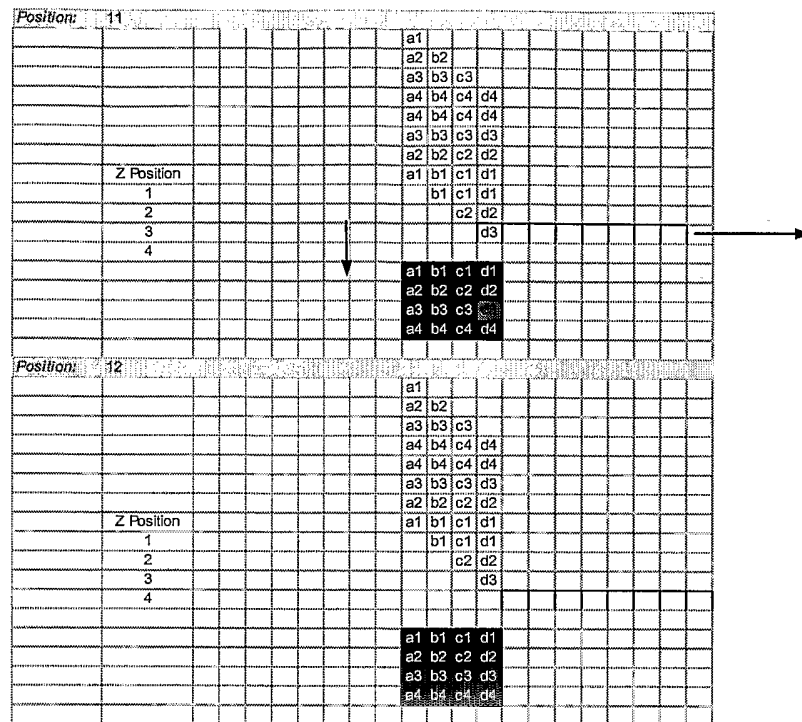 Position: 11
a1
a2 b2
a3 b3 c3
a4 b4 c4 d4
a4 b4 c4 d4
a3 b3 c3 d3
a2 b2 c2 d2
Z Position a1 b1 c1 d1
1 b1 c1 d1
2 c2 d2
3 d3
4
a1 b1 c1 d1
a2 b2 c2 d2
a3 b3 c3
a4 b4 c4 d4
Position: 12
a1
a2 b2
a3 b3 c3
a4 b4 c4 d4
a4 b4 c4 d4
a3 b3 c3 d3
a2 b2 c2 d2
Z Position a1 b1 c1 d1
1 b1 c1 d1
2 c2 d2
3 d3
4
a1 b1 c1 d1
a2 b2 c2 d2
a3 b3 c3 d3
a4 b4 c4 d4